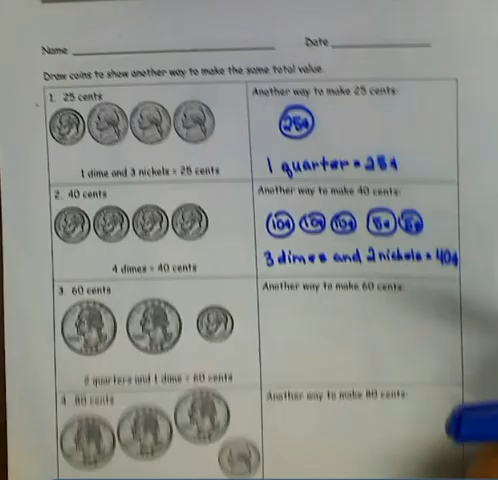 Name
Date
Draw coins to show another way to make the same total value.
1. 25 cents
Another way to make 25 cents:
25¢
1 dime and 3 nickels = 25 cents
1 quarter = 25¢
2. 40 cents
Another way to make 40 cents:
10¢ 10¢ 10¢ 5¢ 5¢
4 dimes = 40 cents
3 dimes and 2 nickels = 40¢
3. 60 cents
Another way to make 60 cents:
2 quarters and 1 dime = 60 cents
4. 80 cents
Another way to make 80 cents: